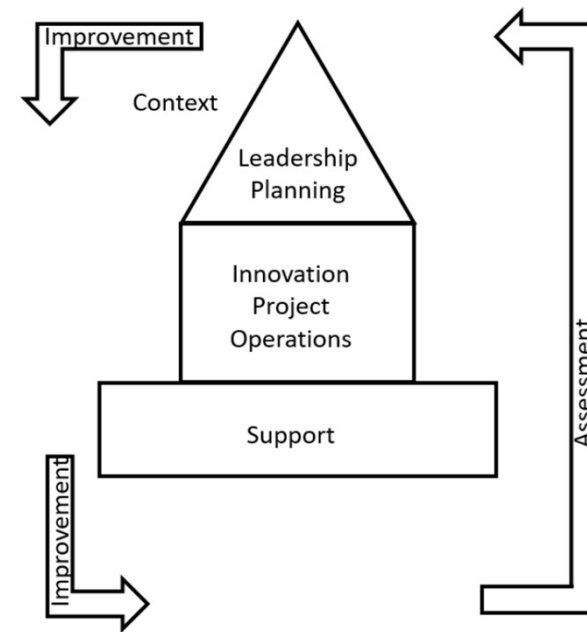 Improvement
Context
Leadership
Planning
Innovation
Project
Operations
Support
Assessment
Improvement